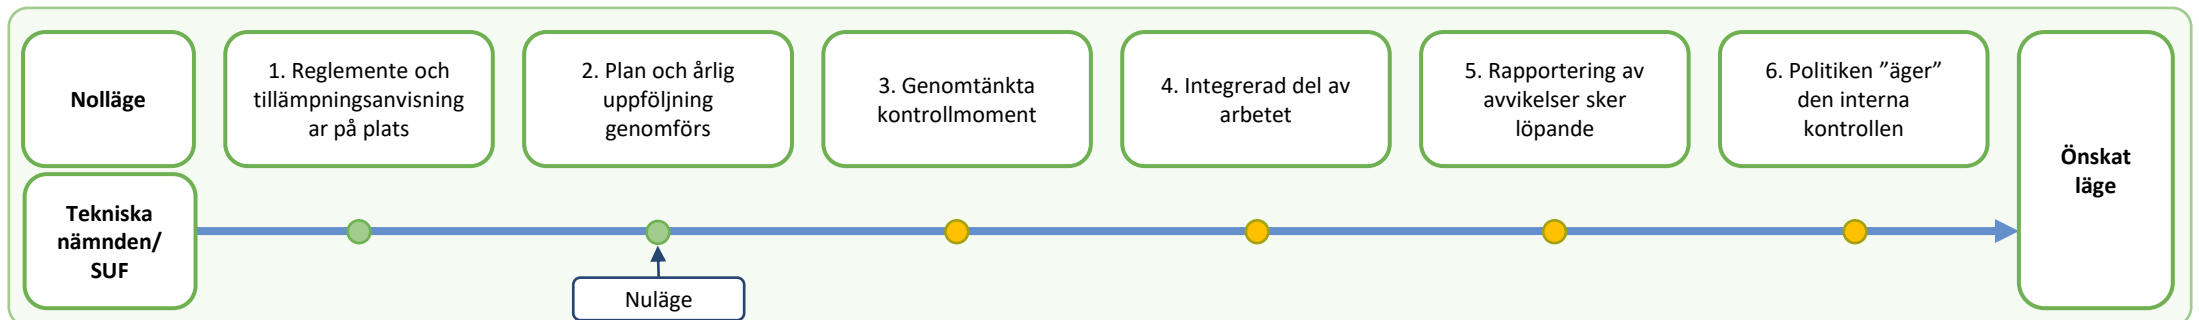 Nolläge
1. Reglemente och
tillämpningsanvisning
ar på plats
2. Plan och årlig
uppföljning
genomförs
3. Genomtänkta
kontrollmoment
4. Integrerad del av
arbetet
5. Rapportering av
avvikelser sker
löpande
6. Politiken ”äger”
den interna
kontrollen
Önskat
läge
Tekniska
nämnden/
SUF
Nuläge